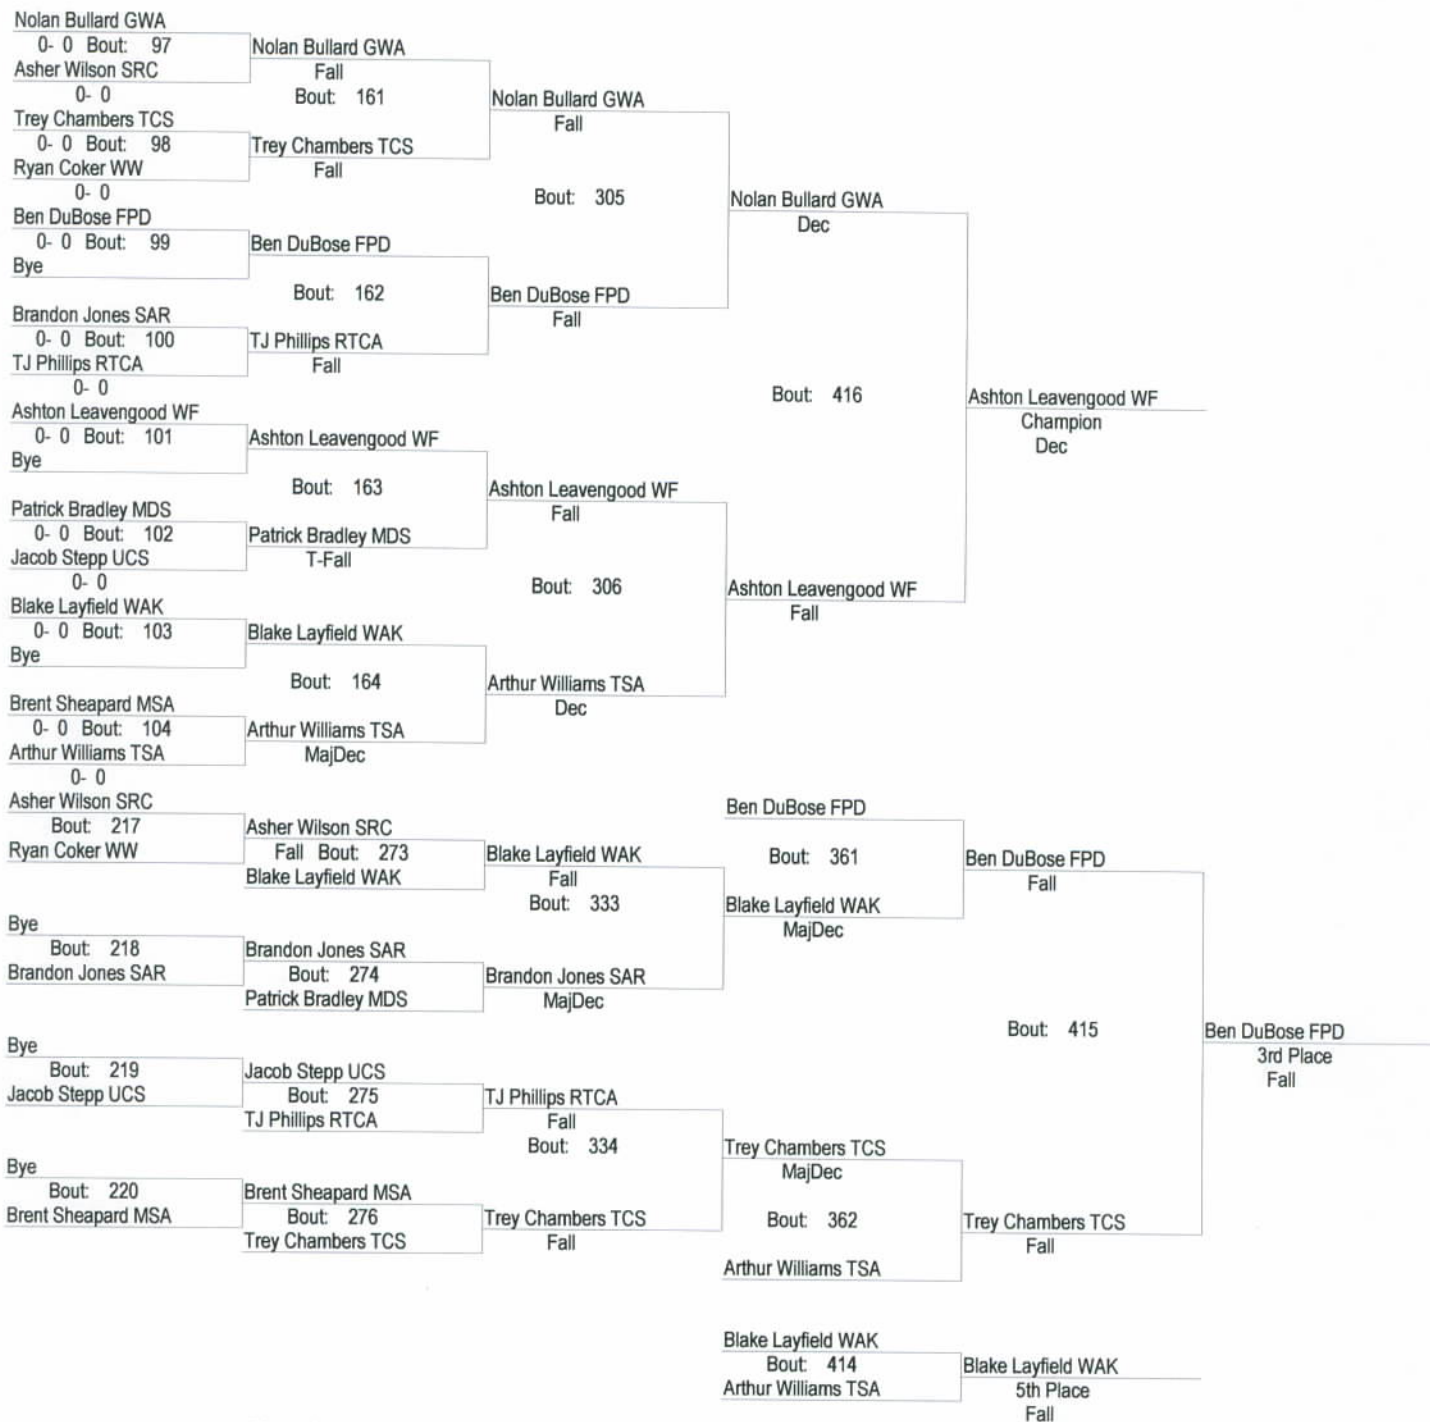 Nolan Bullard GWA
0- 0 Bout: 97
Asher Wilson SRC
0- 0
Trey Chambers TCS
0- 0 Bout: 98
Ryan Coker WW
0- 0
Ben DuBose FPD
0- 0 Bout: 99
Bye
Brandon Jones SAR
0- 0 Bout: 100
TJ Phillips RTCA
0- 0
Ashton Leavengood WF
0- 0 Bout: 101
Bye
Patrick Bradley MDS
0- 0 Bout: 102
Jacob Stepp UCS
0- 0
Blake Layfield WAK
0- 0 Bout: 103
Bye
Brent Sheapard MSA
0- 0 Bout: 104
Arthur Williams TSA
0- 0
Nolan Bullard GWA
Fall
Bout: 161
Trey Chambers TCS
Fall
Ben DuBose FPD
Bout: 162
TJ Phillips RTCA
Fall
Ashton Leavengood WF
Bout: 163
Patrick Bradley MDS
T-Fall
Blake Layfield WAK
Bout: 164
Arthur Williams TSA
MajDec
Nolan Bullard GWA
Fall
Bout: 305
Ben DuBose FPD
Fall
Ashton Leavengood WF
Fall
Bout: 306
Arthur Williams TSA
Dec
Nolan Bullard GWA
Dec
Bout: 416
Ashton Leavengood WF
Fall
Ashton Leavengood WF
Champion
Dec
Asher Wilson SRC
Bout: 217
Ryan Coker WW
Bye
Bout: 218
Brandon Jones SAR
Bye
Bout: 219
Jacob Stepp UCS
Bye
Bout: 220
Brent Sheapard MSA
Asher Wilson SRC
Fall Bout: 273
Blake Layfield WAK
Brandon Jones SAR
Bout: 274
Patrick Bradley MDS
Jacob Stepp UCS
Bout: 275
TJ Phillips RTCA
Brent Sheapard MSA
Bout: 276
Trey Chambers TCS
Blake Layfield WAK
Fall
Bout: 333
Brandon Jones SAR
MajDec
TJ Phillips RTCA
Fall
Bout: 334
Trey Chambers TCS
Fall
Ben DuBose FPD
Bout: 361
Blake Layfield WAK
MajDec
Trey Chambers TCS
MajDec
Bout: 362
Arthur Williams TSA
Ben DuBose FPD
Fall
Bout: 415
Trey Chambers TCS
Fall
Ben DuBose FPD
3rd Place
Fall
Blake Layfield WAK
Bout: 414
Arthur Williams TSA
Blake Layfield WAK
5th Place
Fall